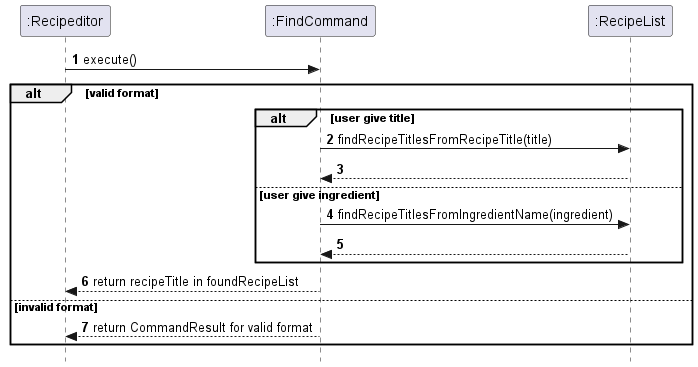 :Recipeditor :FindCommand :RecipeList
1 execute()
alt [valid format]
alt [user give title]
2 findRecipeTitlesFromRecipeTitle(title)
3
[user give ingredient]
4 findRecipeTitlesFromIngredientName(ingredient)
5
6 return recipeTitle in foundRecipeList
[invalid format]
7 return CommandResult for valid format